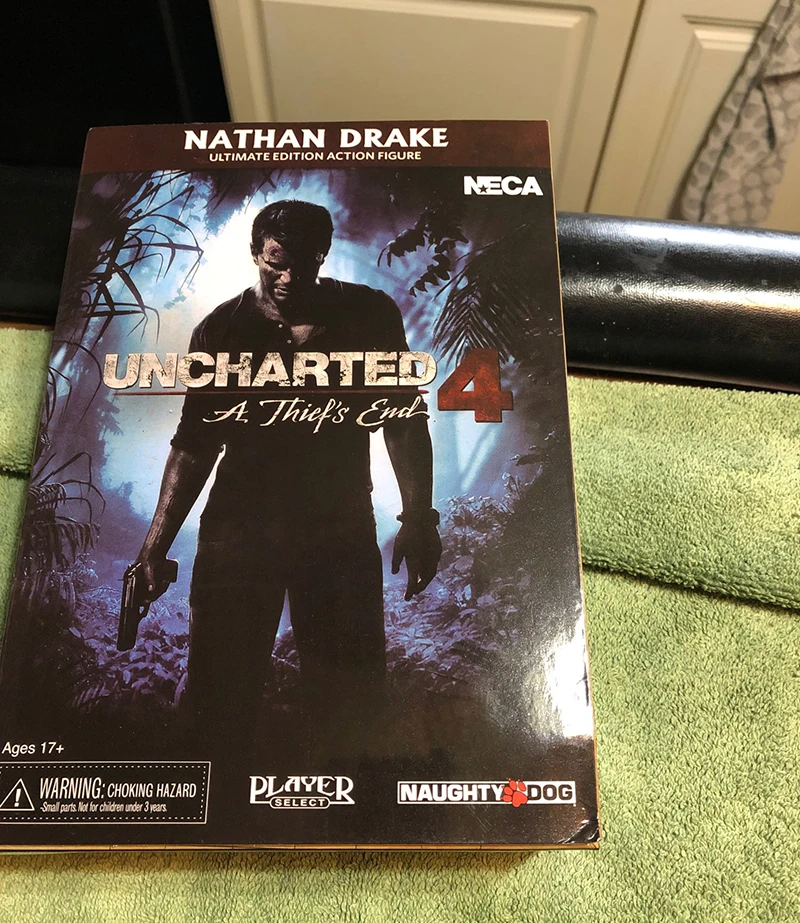 NATHAN DRAKE
ULTIMATE EDITION ACTION FIGURE
NECA
UNCHARTED 4
A Thief's End
Ages 17+
WARNING: CHOKING HAZARD
-Small parts. Not for children under 3 years.
PLAYER
SELECT
NAUGHTY DOG